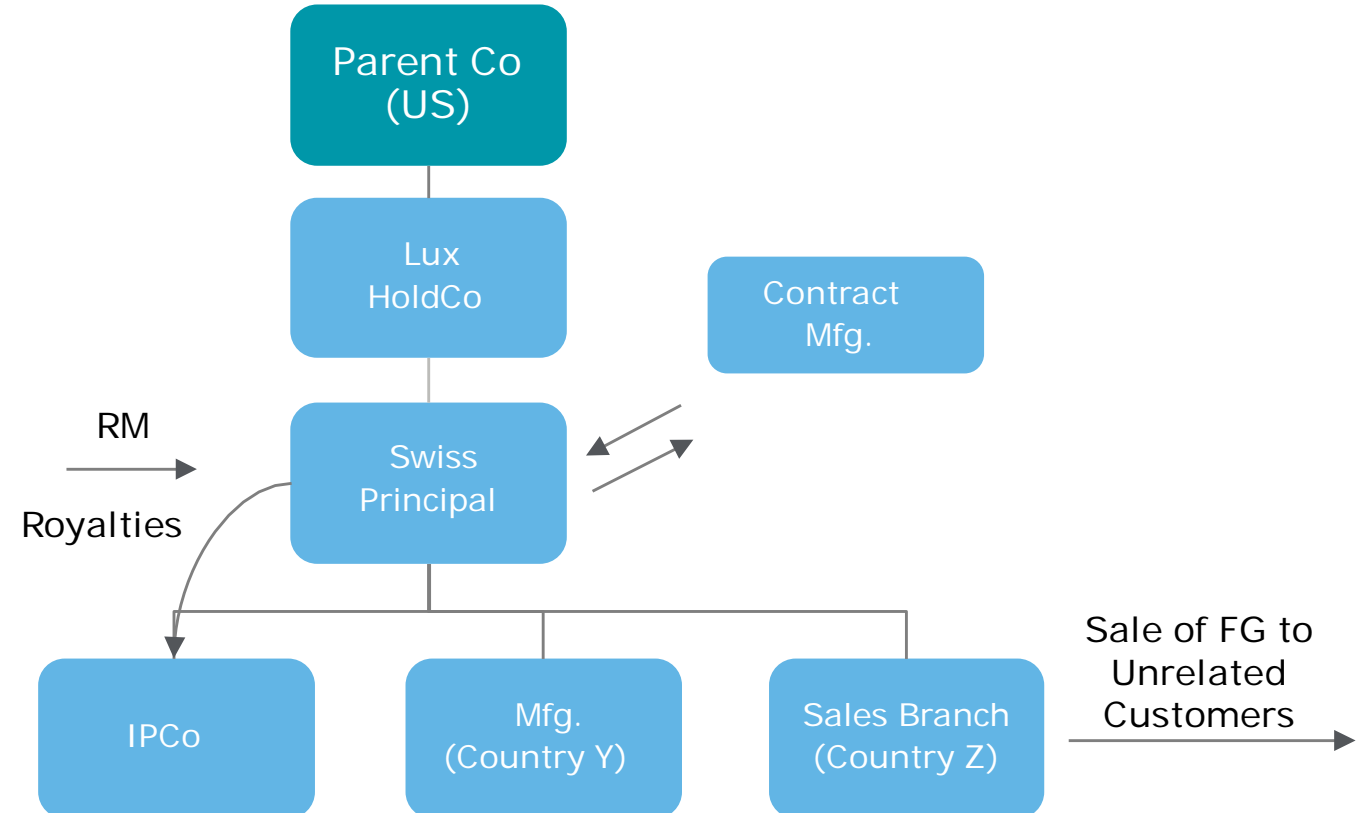 Parent Co
(US)
Lux
HoldCo
Contract
Mfg.
RM
Royalties
Swiss
Principal
Sale of FG to
Unrelated
Customers
IPCo
Mfg.
(Country Y)
Sales Branch
(Country Z)